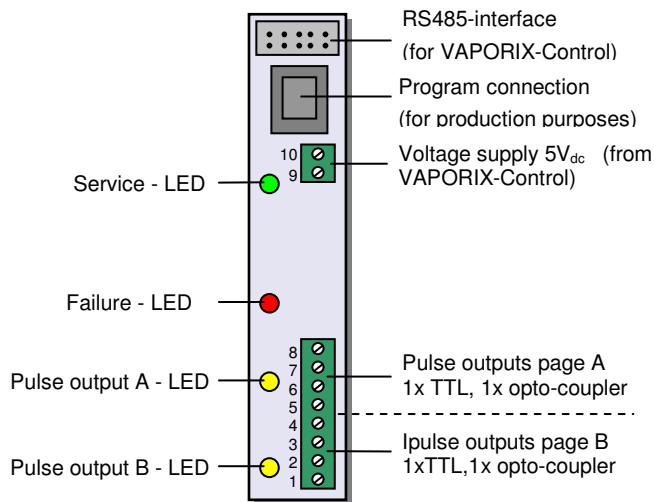 RS485-interface
(for VAPORIX-Control)
Program connection
(for production purposes)
10
9
Voltage supply 5Vdc (from
VAPORIX-Control)
Service - LED
Failure - LED
8
7
6
5
4
3
2
1
Pulse outputs page A
1x TTL, 1x opto-coupler
Pulse output A - LED
Ipulse outputs page B
1xTTL,1x opto-coupler
Pulse output B - LED